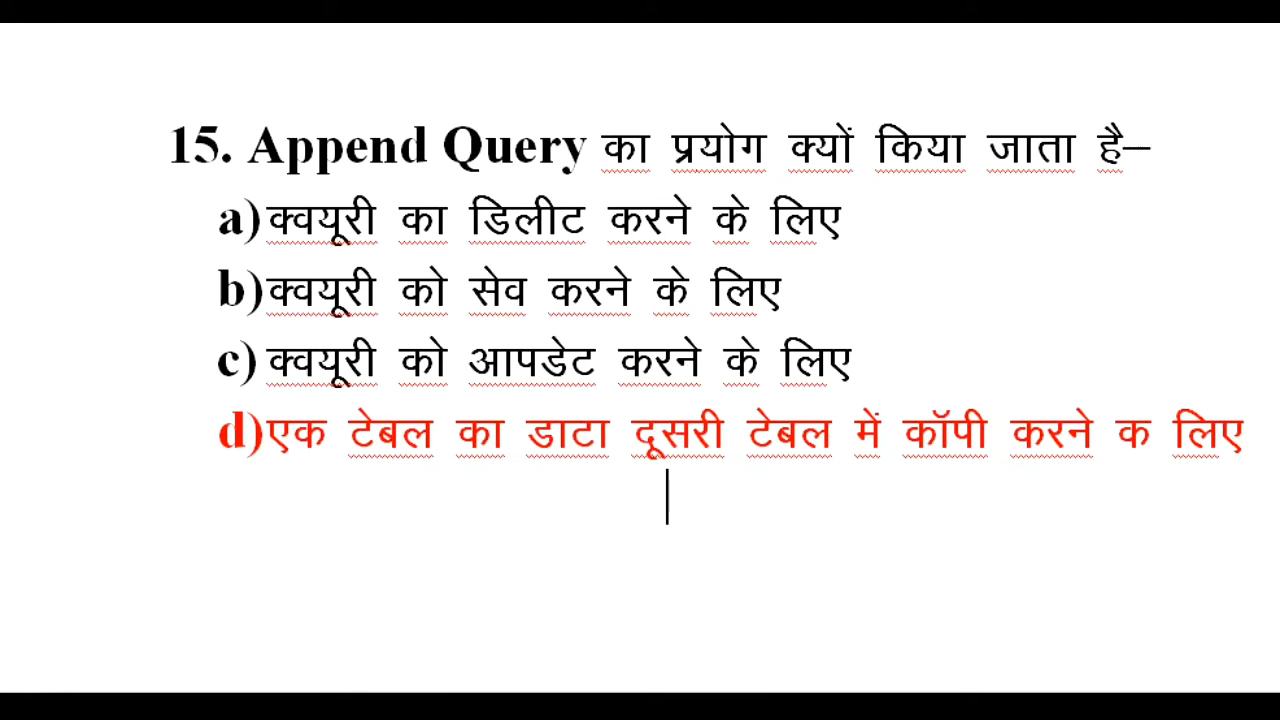 15. Append Query का प्रयोग क्यों किया जाता है–
a) क्वयूरी का डिलीट करने के लिए
b) क्वयूरी को सेव करने के लिए
c) क्वयूरी को आपडेट करने के लिए
d) एक टेबल का डाटा दूसरी टेबल में कॉपी करने क लिए